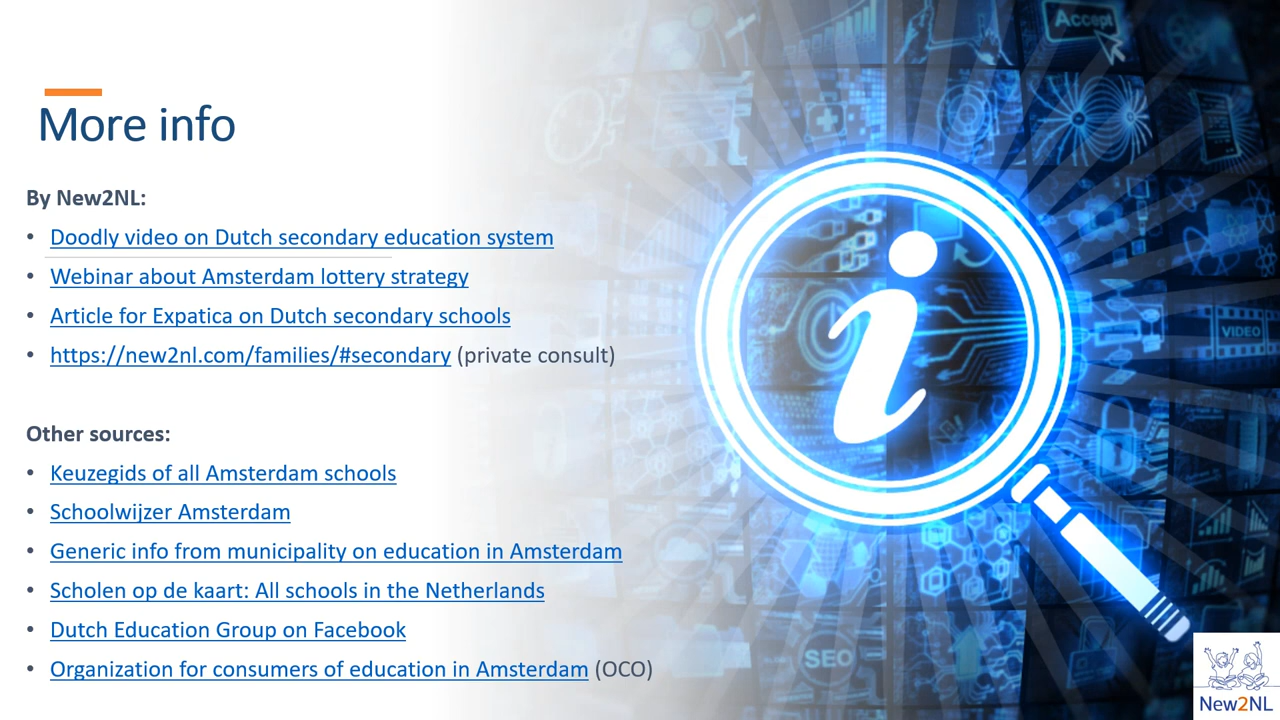 More info
By New2NL:
• Doodly video on Dutch secondary education system
• Webinar about Amsterdam lottery strategy
• Article for Expatica on Dutch secondary schools
• https://new2nl.com/families/#secondary (private consult)
Other sources:
• Keuzegids of all Amsterdam schools
• Schoolwijzer Amsterdam
• Generic info from municipality on education in Amsterdam
• Scholen op de kaart: All schools in the Netherlands
• Dutch Education Group on Facebook
• Organization for consumers of education in Amsterdam (OCO)
Accept
VIDEO
SEO
New2NL